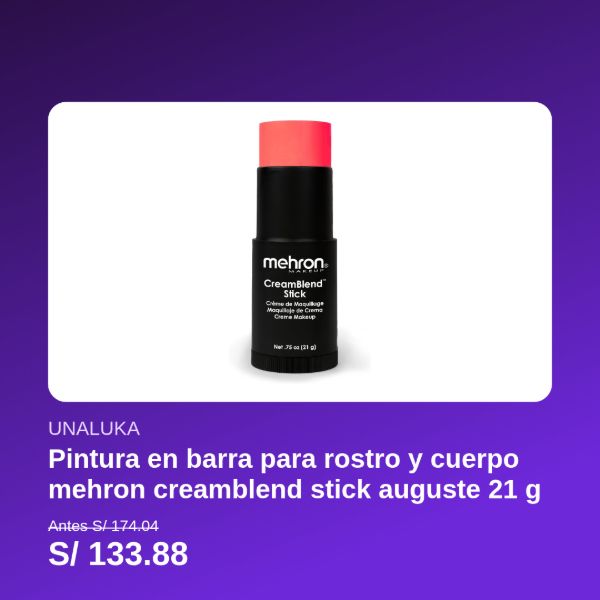 mehron®
MAKEUP
CreamBlend™
Stick
Crème de Maquillage
Maquillaje de Crema
Creme Makeup
Net .75 oz (21 g)
UNALUKA
Pintura en barra para rostro y cuerpo
mehron creamblend stick auguste 21 g
Antes S/ 174.04
S/ 133.88